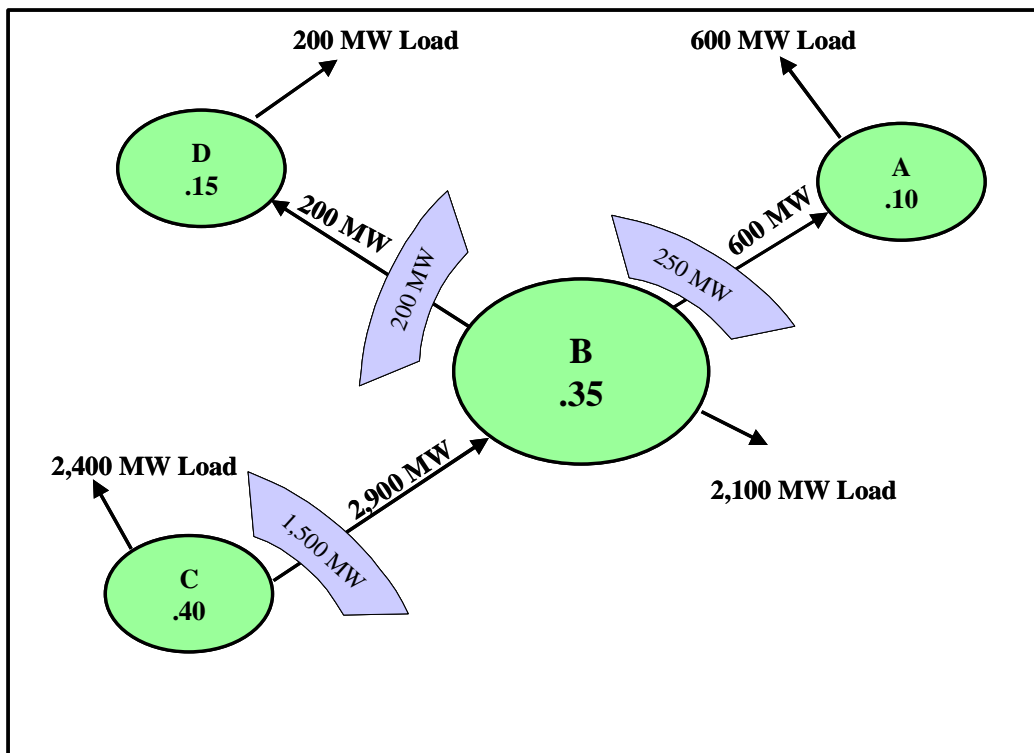 200 MW Load
600 MW Load
D
.15
A
.10
200 MW
600 MW
200 MW
250 MW
B
.35
2,400 MW Load
2,900 MW
2,100 MW Load
1,500 MW
C
.40